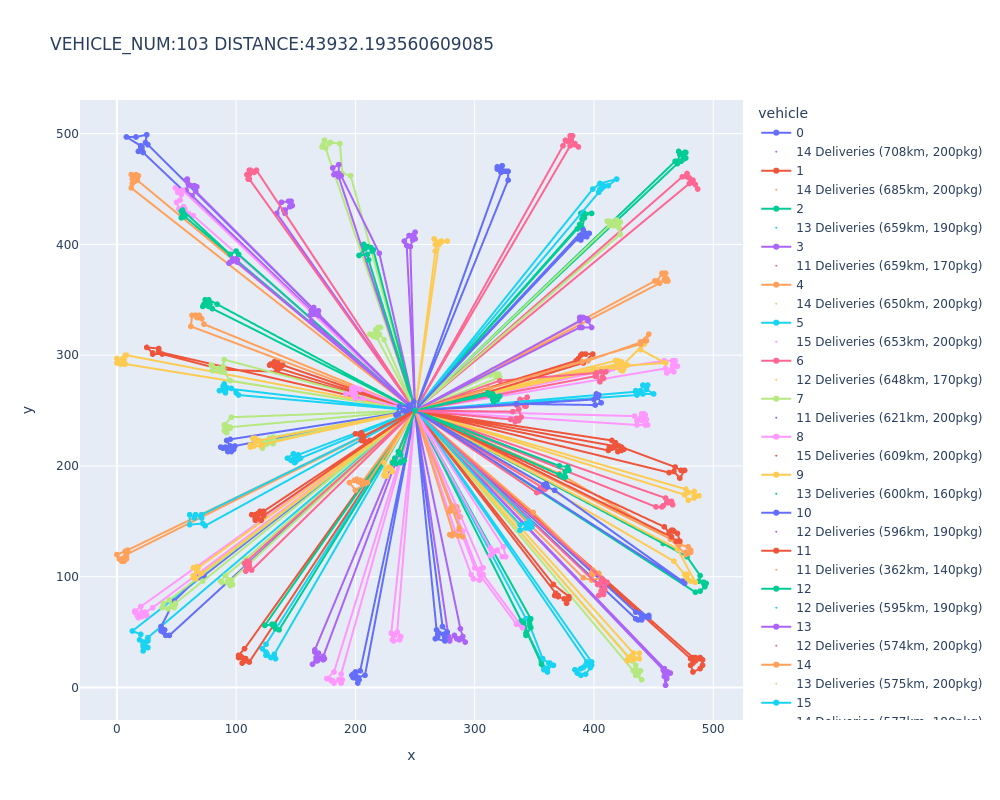 VEHICLE_NUM:103 DISTANCE:43932.193560609085
vehicle
0
14 Deliveries (708km, 200pkg)
1
14 Deliveries (685km, 200pkg)
2
13 Deliveries (659km, 190pkg)
3
11 Deliveries (659km, 170pkg)
4
14 Deliveries (650km, 200pkg)
5
15 Deliveries (653km, 200pkg)
6
12 Deliveries (648km, 170pkg)
7
11 Deliveries (621km, 200pkg)
8
15 Deliveries (609km, 200pkg)
9
13 Deliveries (600km, 160pkg)
10
12 Deliveries (596km, 190pkg)
11
11 Deliveries (362km, 140pkg)
12
12 Deliveries (595km, 190pkg)
13
12 Deliveries (574km, 200pkg)
14
13 Deliveries (575km, 200pkg)
15
14 Deliveries (577km, 190pkg)
500
400
300
200
100
0
y
0
100
200
300
400
500
x